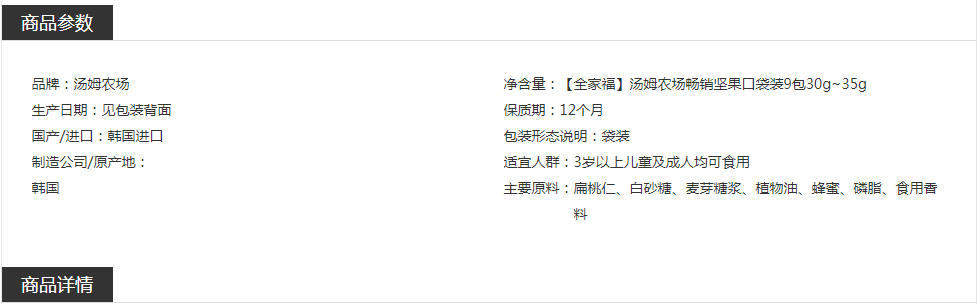 商品参数
品牌：汤姆农场
生产日期：见包装背面
国产/进口：韩国进口
制造公司/原产地：
韩国
净含量：【全家福】汤姆农场畅销坚果口袋装9包30g~35g
保质期：12个月
包装形态说明：袋装
适宜人群：3岁以上儿童及成人均可食用
主要原料：扁桃仁、白砂糖、麦芽糖浆、植物油、蜂蜜、磷脂、食用香
料
商品详情